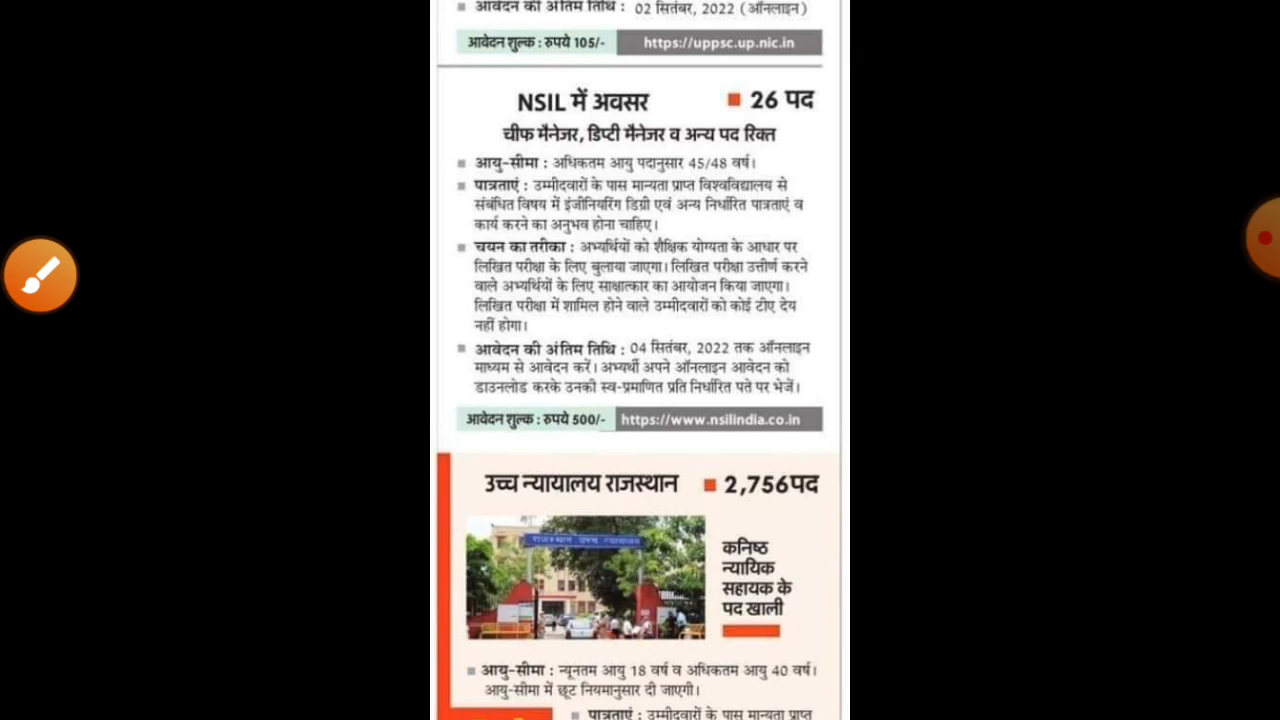 आवेदन की अंतिम तिथि : 02 सितंबर, 2022 (ऑनलाइन)
आवेदन शुल्क : रुपये 105/- https://uppsc.up.nic.in
NSIL में अवसर 26 पद
चीफ मैनेजर, डिप्टी मैनेजर व अन्य पद रिक्त
आयु-सीमा : अधिकतम आयु पदानुसार 45/48 वर्ष।
पात्रताएं : उम्मीदवारों के पास मान्यता प्राप्त विश्वविद्यालय से
संबंधित विषय में इंजीनियरिंग डिग्री एवं अन्य निर्धारित पात्रताएं व
कार्य करने का अनुभव होना चाहिए।
चयन का तरीका : अभ्यर्थियों को शैक्षिक योग्यता के आधार पर
लिखित परीक्षा के लिए बुलाया जाएगा। लिखित परीक्षा उत्तीर्ण करने
वाले अभ्यर्थियों के लिए साक्षात्कार का आयोजन किया जाएगा।
लिखित परीक्षा में शामिल होने वाले उम्मीदवारों को कोई टीए देय
नहीं होगा।
आवेदन की अंतिम तिथि : 04 सितंबर, 2022 तक ऑनलाइन
माध्यम से आवेदन करें। अभ्यर्थी अपने ऑनलाइन आवेदन को
डाउनलोड करके उनकी स्व-प्रमाणित प्रति निर्धारित पते पर भेजें।
आवेदन शुल्क : रुपये 500/- https://www.nsilindia.co.in
उच्च न्यायालय राजस्थान 2,756पद
राजस्थान उच्च न्यायालय
कनिष्ठ
न्यायिक
सहायक के
पद खाली
आयु-सीमा : न्यूनतम आयु 18 वर्ष व अधिकतम आयु 40 वर्ष।
आयु-सीमा में छूट नियमानुसार दी जाएगी।
पात्रताएं : उम्मीदवारों के पास मान्यता प्राप्त